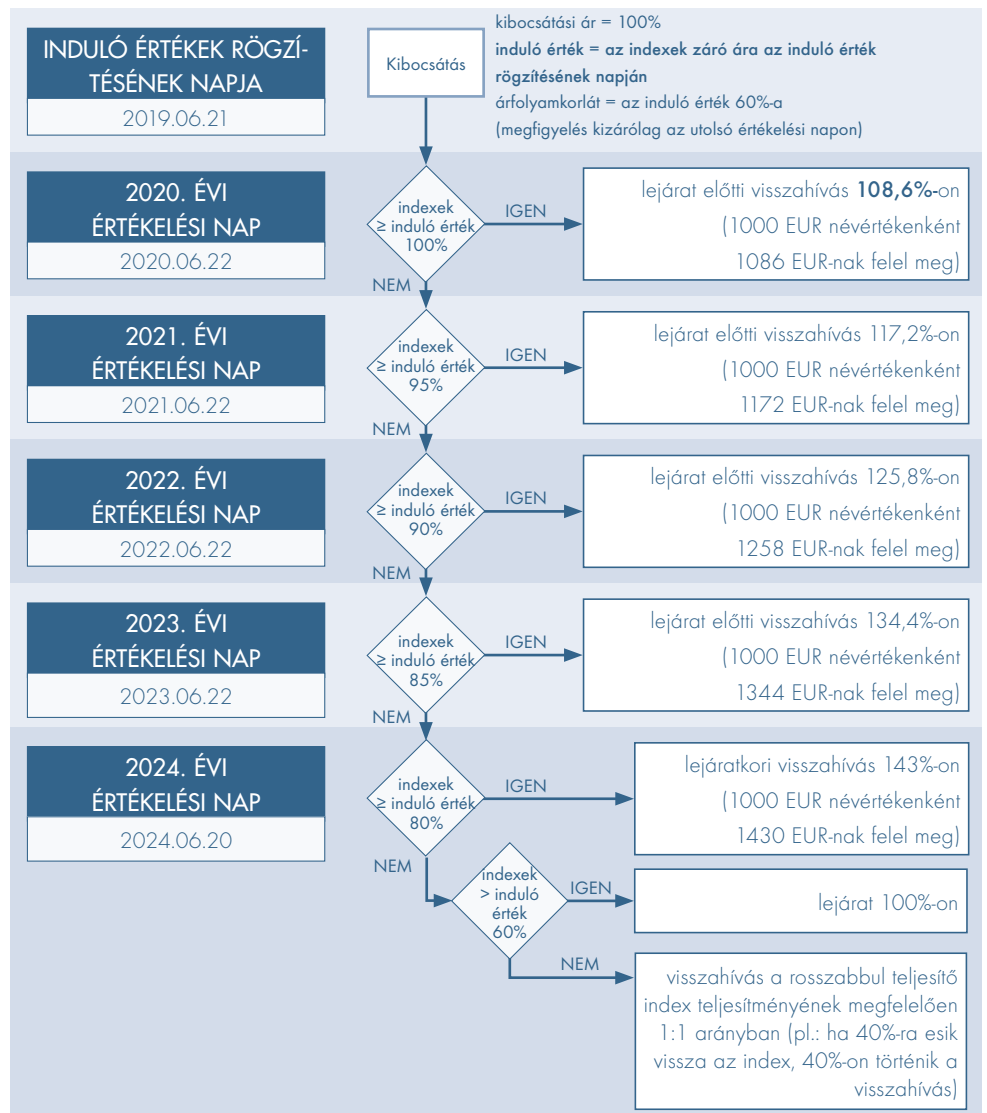 INDULÓ ÉRTÉKEK RÖGZÍ-
TÉSÉNEK NAPJA
2019.06.21
Kibocsátás
kibocsátási ár = 100%
induló érték = az indexek záró ára az induló érték
rögzítésének napján
árfolyamkorlát = az induló érték 60%-a
(megfigyelés kizárólag az utolsó értékelési napon)
2020. ÉVI
ÉRTÉKELÉSI NAP
2020.06.22
indexek
≥ induló érték
100%
IGEN
NEM
lejárat előtti visszahívás 108,6%-on
(1000 EUR névértékenként
1086 EUR-nak felel meg)
2021. ÉVI
ÉRTÉKELÉSI NAP
2021.06.22
indexek
≥ induló érték
95%
IGEN
NEM
lejárat előtti visszahívás 117,2%-on
(1000 EUR névértékenként
1172 EUR-nak felel meg)
2022. ÉVI
ÉRTÉKELÉSI NAP
2022.06.22
indexek
≥ induló érték
90%
IGEN
NEM
lejárat előtti visszahívás 125,8%-on
(1000 EUR névértékenként
1258 EUR-nak felel meg)
2023. ÉVI
ÉRTÉKELÉSI NAP
2023.06.22
indexek
≥ induló érték
85%
IGEN
NEM
lejárat előtti visszahívás 134,4%-on
(1000 EUR névértékenként
1344 EUR-nak felel meg)
2024. ÉVI
ÉRTÉKELÉSI NAP
2024.06.20
indexek
≥ induló érték
80%
IGEN
NEM
lejáratkori visszahívás 143%-on
(1000 EUR névértékenként
1430 EUR-nak felel meg)
indexek
> induló
érték
60%
IGEN
lejárat 100%-on
NEM
visszahívás a rosszabbul teljesítő
index teljesítményének megfelelően
1:1 arányban (pl.: ha 40%-ra esik
vissza az index, 40%-on történik a
visszahívás)